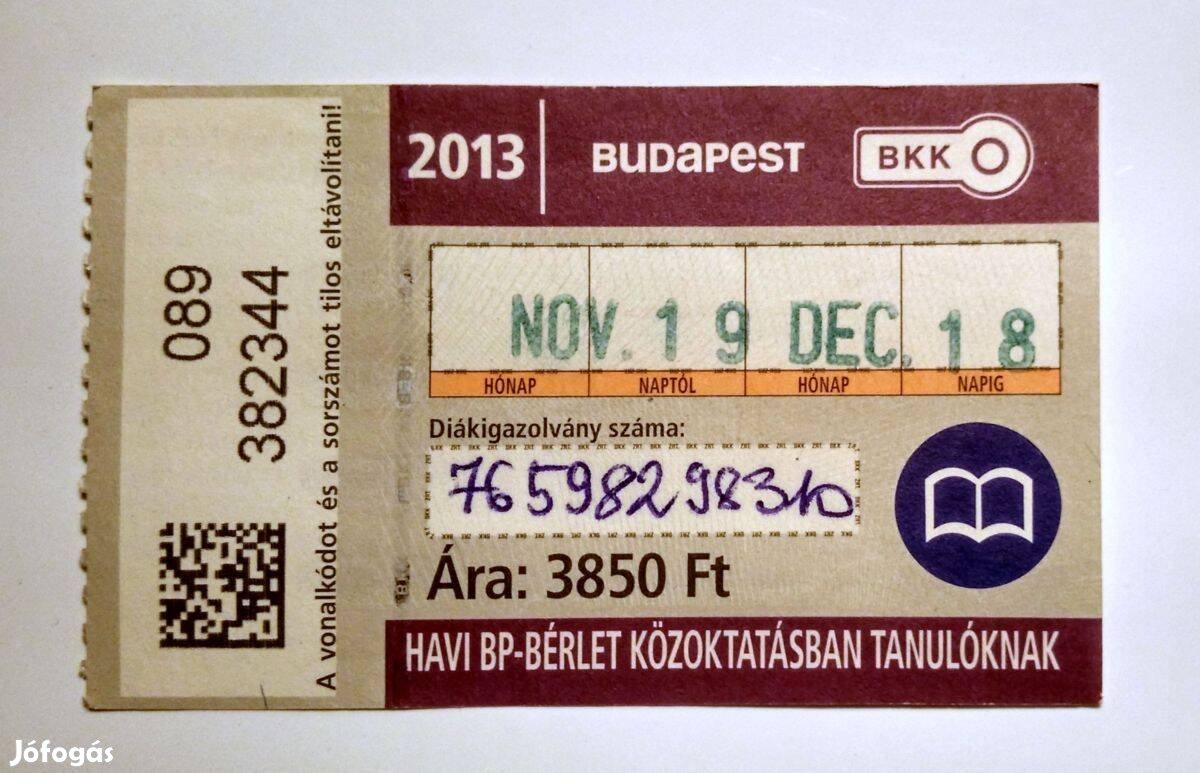 2013 BUDAPEST BKK
NOV. 19 DEC. 18
HÓNAP NAPTÓL HÓNAP NAPIG
Diákigazolvány száma:
Ára: 3850 Ft
HAVI BP-BÉRLET KÖZOKTATÁSBAN TANULÓKNAK
089
382344
A vonalkódot és a sorszámot tilos eltávolítani!
Jófogás